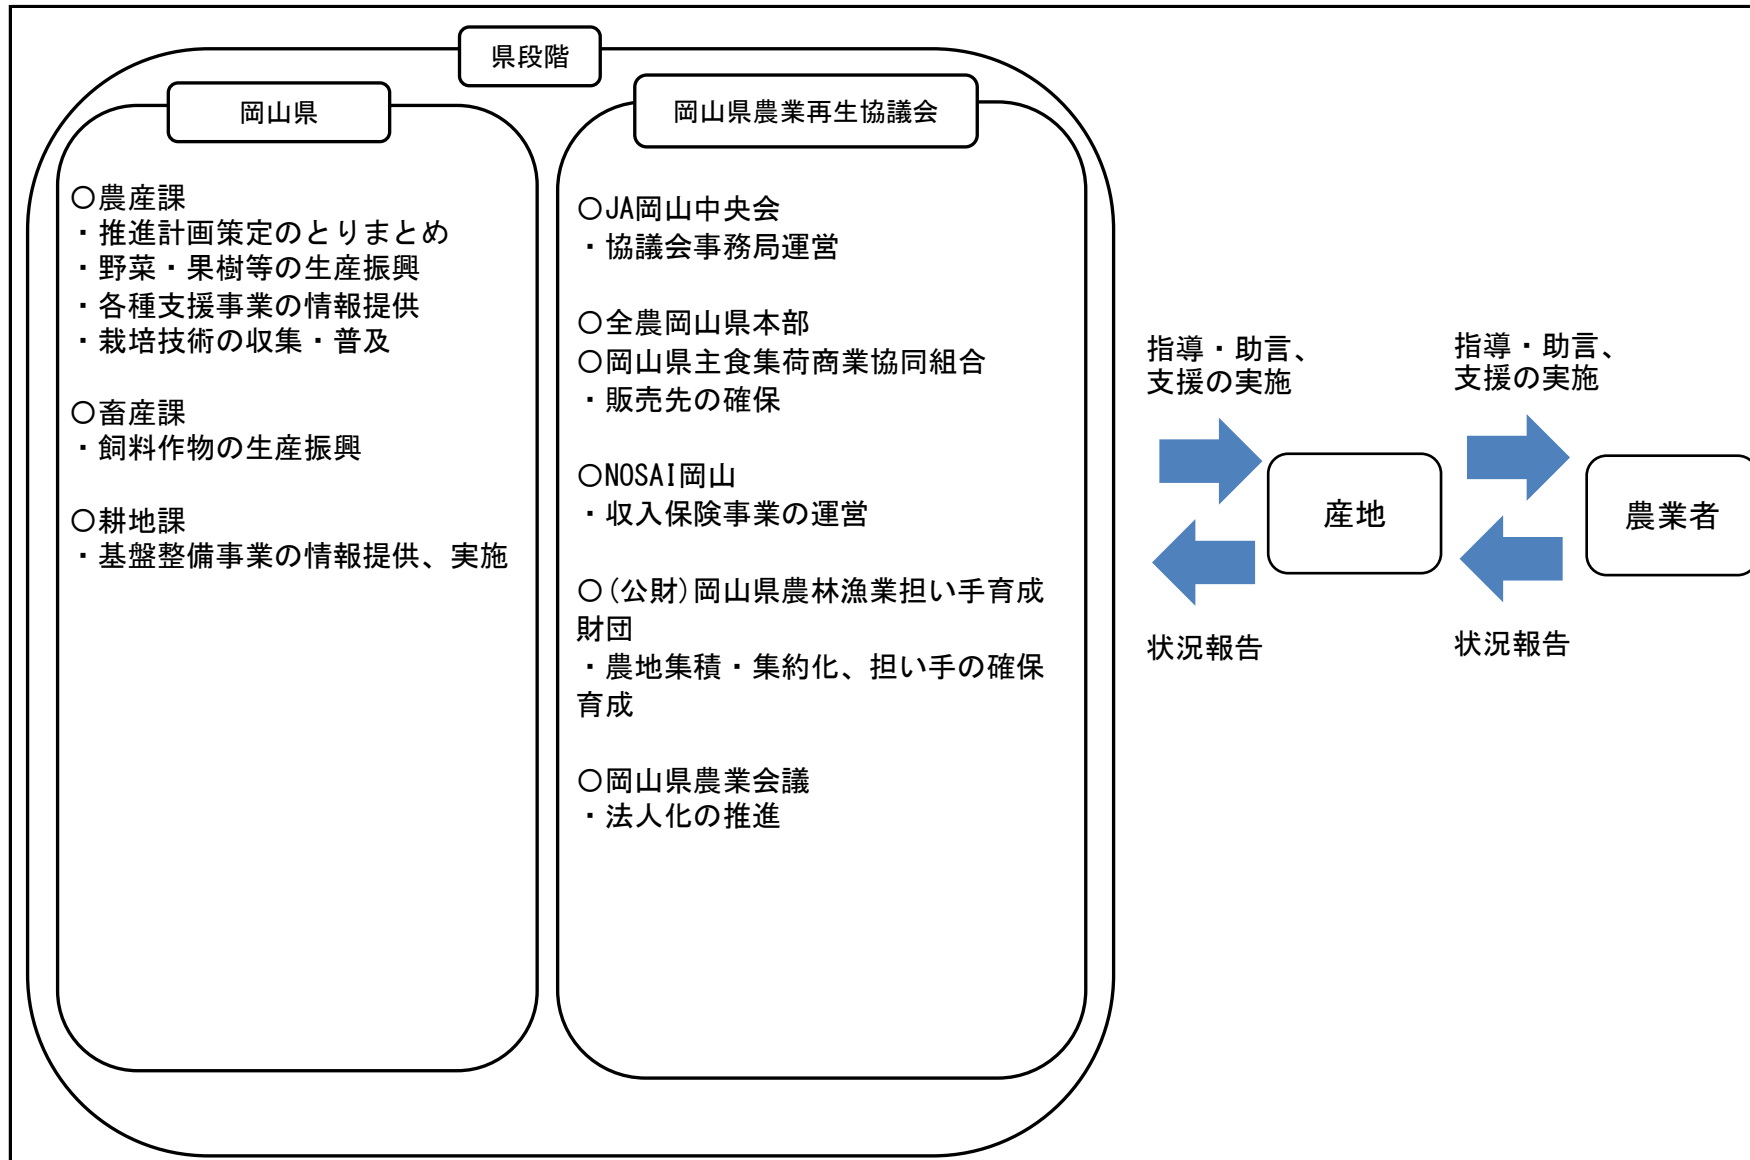 県段階
岡山県
○農産課
・推進計画策定のとりまとめ
・野菜・果樹等の生産振興
・各種支援事業の情報提供
・栽培技術の収集・普及
○畜産課
・飼料作物の生産振興
○耕地課
・基盤整備事業の情報提供、実施
岡山県農業再生協議会
○JA岡山中央会
・協議会事務局運営
○全農岡山県本部
○岡山県主食集荷商業協同組合
・販売先の確保
○NOSAI岡山
・収入保険事業の運営
○(公財)岡山県農林漁業担い手育成
財団
・農地集積・集約化、担い手の確保
育成
○岡山県農業会議
・法人化の推進
指導・助言、
支援の実施
状況報告
産地
指導・助言、
支援の実施
状況報告
農業者